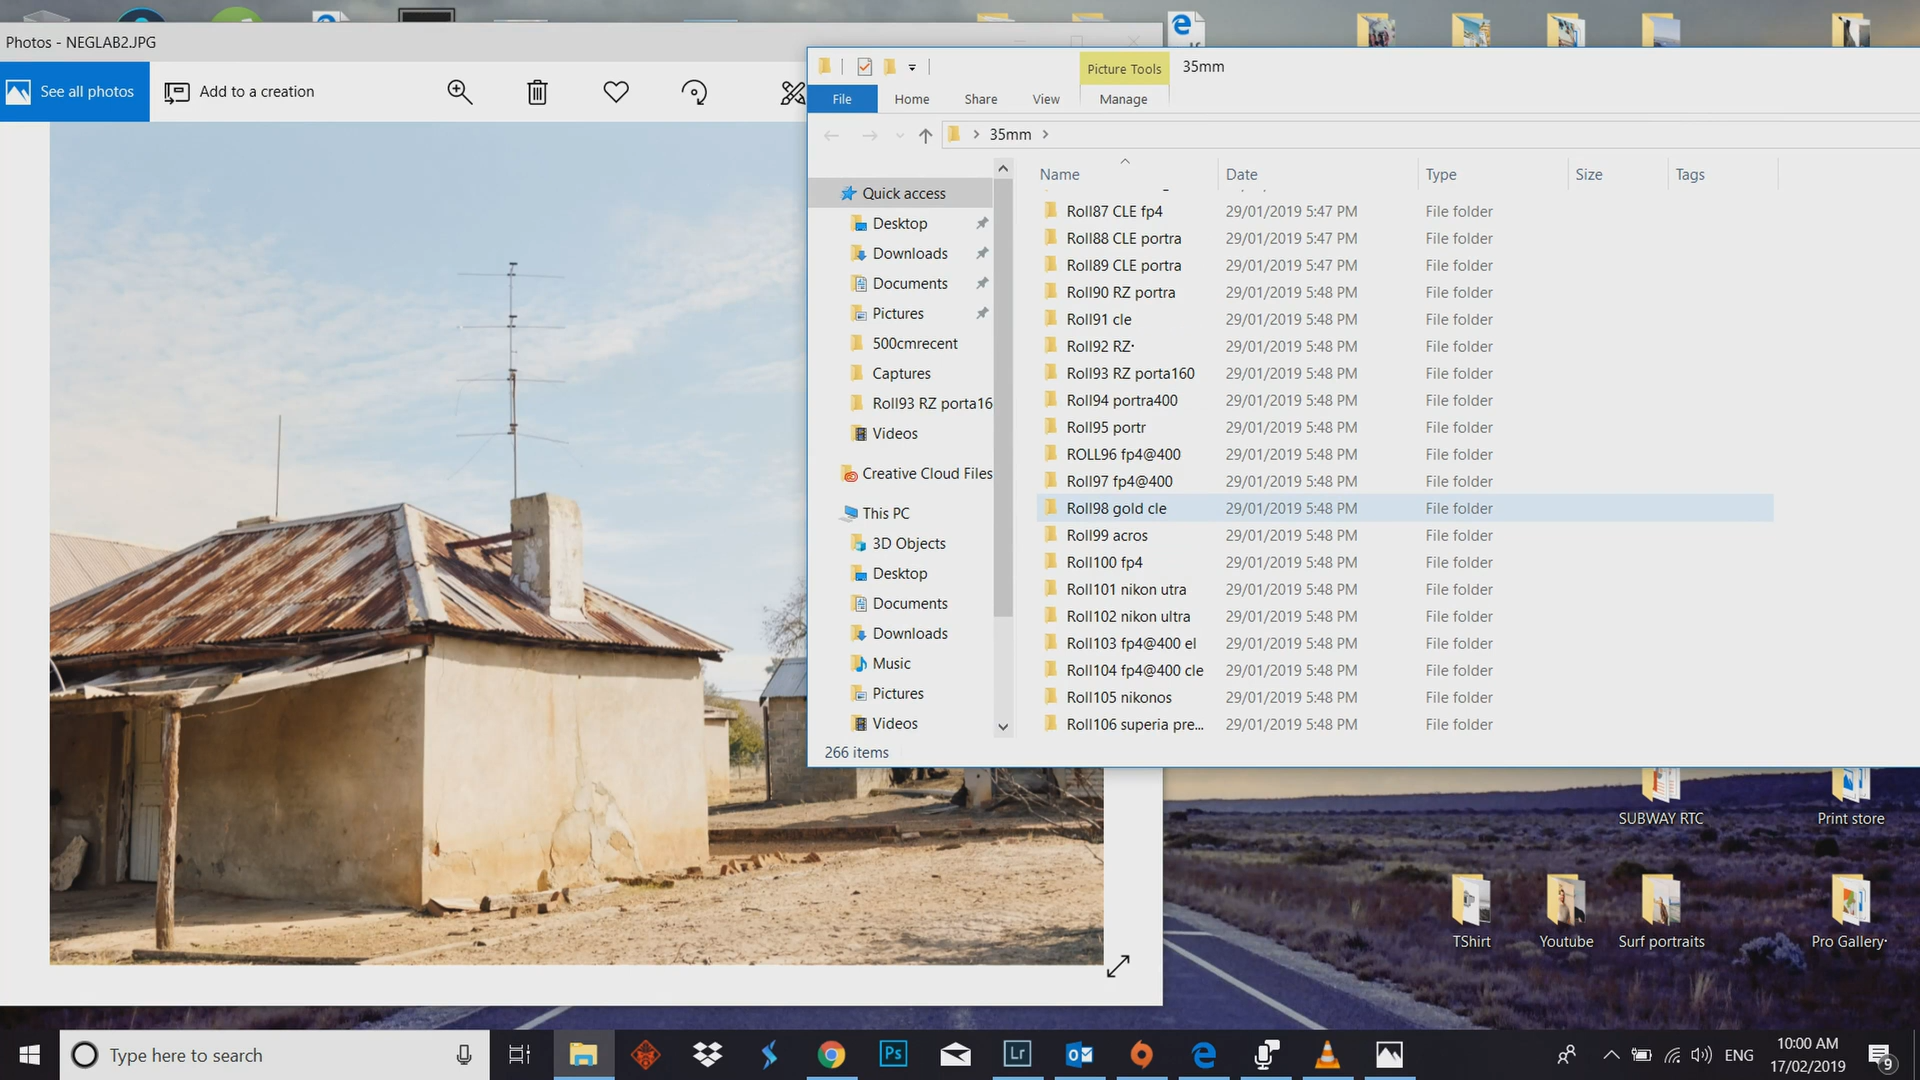 Photos - NEGLAB2.JPG
See all photos
Add to a creation
Picture Tools
35mm
File
Home
Share
View
Manage
35mm
Name
Date
Type
Size
Tags
Quick access
Desktop
Downloads
Documents
Pictures
500cmrecent
Captures
Roll93 RZ porta16
Videos
Creative Cloud Files
This PC
3D Objects
Desktop
Documents
Downloads
Music
Pictures
Videos
Roll87 CLE fp4 29/01/2019 5:47 PM File folder
Roll88 CLE portra 29/01/2019 5:47 PM File folder
Roll89 CLE portra 29/01/2019 5:47 PM File folder
Roll90 RZ portra 29/01/2019 5:48 PM File folder
Roll91 cle 29/01/2019 5:48 PM File folder
Roll92 RZ· 29/01/2019 5:48 PM File folder
Roll93 RZ porta160 29/01/2019 5:48 PM File folder
Roll94 portra400 29/01/2019 5:48 PM File folder
Roll95 portr 29/01/2019 5:48 PM File folder
ROLL96 fp4@400 29/01/2019 5:48 PM File folder
Roll97 fp4@400 29/01/2019 5:48 PM File folder
Roll98 gold cle 29/01/2019 5:48 PM File folder
Roll99 acros 29/01/2019 5:48 PM File folder
Roll100 fp4 29/01/2019 5:48 PM File folder
Roll101 nikon utra 29/01/2019 5:48 PM File folder
Roll102 nikon ultra 29/01/2019 5:48 PM File folder
Roll103 fp4@400 el 29/01/2019 5:48 PM File folder
Roll104 fp4@400 cle 29/01/2019 5:48 PM File folder
Roll105 nikonos 29/01/2019 5:48 PM File folder
Roll106 superia pre... 29/01/2019 5:48 PM File folder
266 items
SUBWAY RTC
Print store
TShirt
Youtube
Surf portraits
Pro Gallery·
Type here to search
Ps
Lr
ENG
10:00 AM
17/02/2019
9